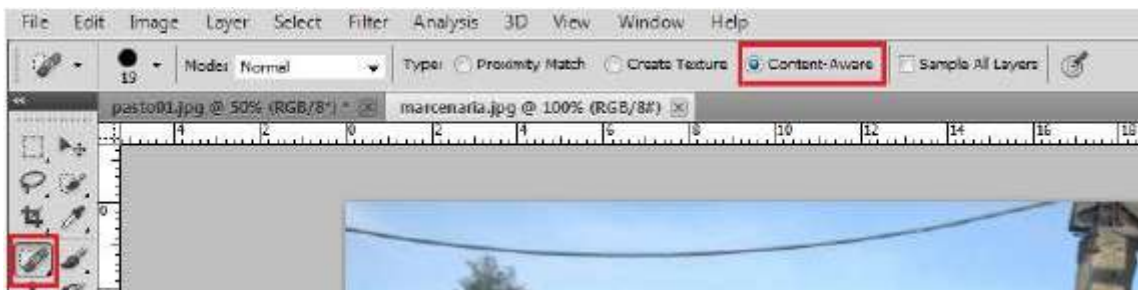 File Edit Image Layer Select Filter Analysis 3D View Window Help
19 Mode: Normal Type: Proximity Match Create Texture Content-Aware Sample All Layers
pasto01.jpg @ 50% (RGB/8*) * marcenaria.jpg @ 100% (RGB/8#)
4 2 0 2 4 6 8 10 12 14 16 18
0